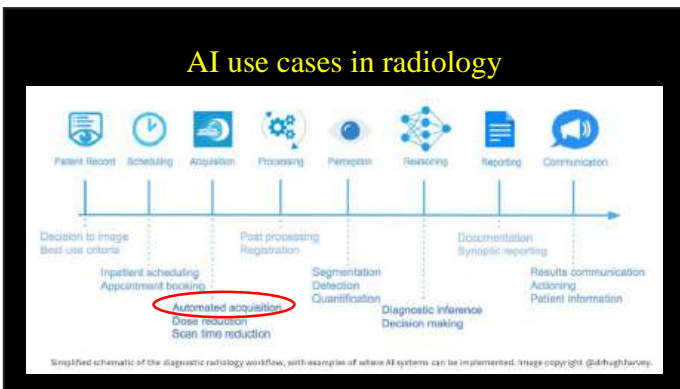 AI use cases in radiology
Patient Record Scheduling Acquisition Processing Perception Reasoning Reporting Communication
Decision to image
Best use criteria
Inpatient scheduling
Appointment booking
Automated acquisition
Dose reduction
Scan time reduction
Post processing
Registration
Segmentation
Detection
Quantification
Diagnostic inference
Decision making
Documentation
Synoptic reporting
Results communication
Actioning
Patient information
Simplified schematic of the diagnostic radiology workflow, with examples of where AI systems can be implemented. Image copyright @drhughharvey.